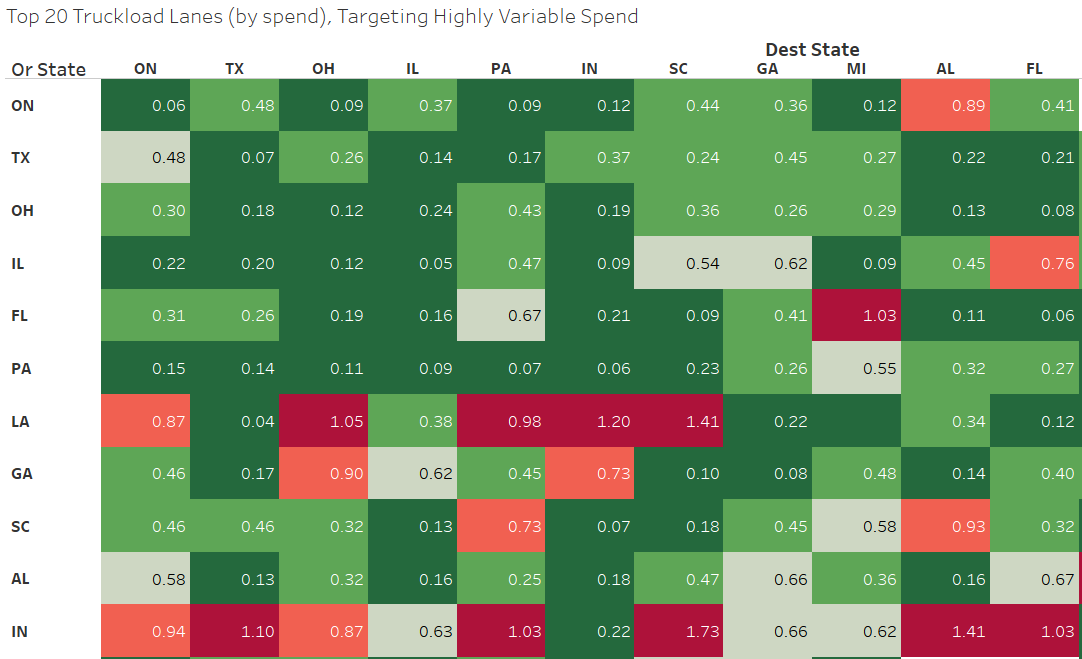 Top 20 Truckload Lanes (by spend), Targeting Highly Variable Spend
Dest State
Or State ON TX OH IL PA IN SC GA MI AL FL
ON 0.06 0.48 0.09 0.37 0.09 0.12 0.44 0.36 0.12 0.89 0.41
TX 0.48 0.07 0.26 0.14 0.17 0.37 0.24 0.45 0.27 0.22 0.21
OH 0.30 0.18 0.12 0.24 0.43 0.19 0.36 0.26 0.29 0.13 0.08
IL 0.22 0.20 0.12 0.05 0.47 0.09 0.54 0.62 0.09 0.45 0.76
FL 0.31 0.26 0.19 0.16 0.67 0.21 0.09 0.41 1.03 0.11 0.06
PA 0.15 0.14 0.11 0.09 0.07 0.06 0.23 0.26 0.55 0.32 0.27
LA 0.87 0.04 1.05 0.38 0.98 1.20 1.41 0.22 0.34 0.12
GA 0.46 0.17 0.90 0.62 0.45 0.73 0.10 0.08 0.48 0.14 0.40
SC 0.46 0.46 0.32 0.13 0.73 0.07 0.18 0.45 0.58 0.93 0.32
AL 0.58 0.13 0.32 0.16 0.25 0.18 0.47 0.66 0.36 0.16 0.67
IN 0.94 1.10 0.87 0.63 1.03 0.22 1.73 0.66 0.62 1.41 1.03